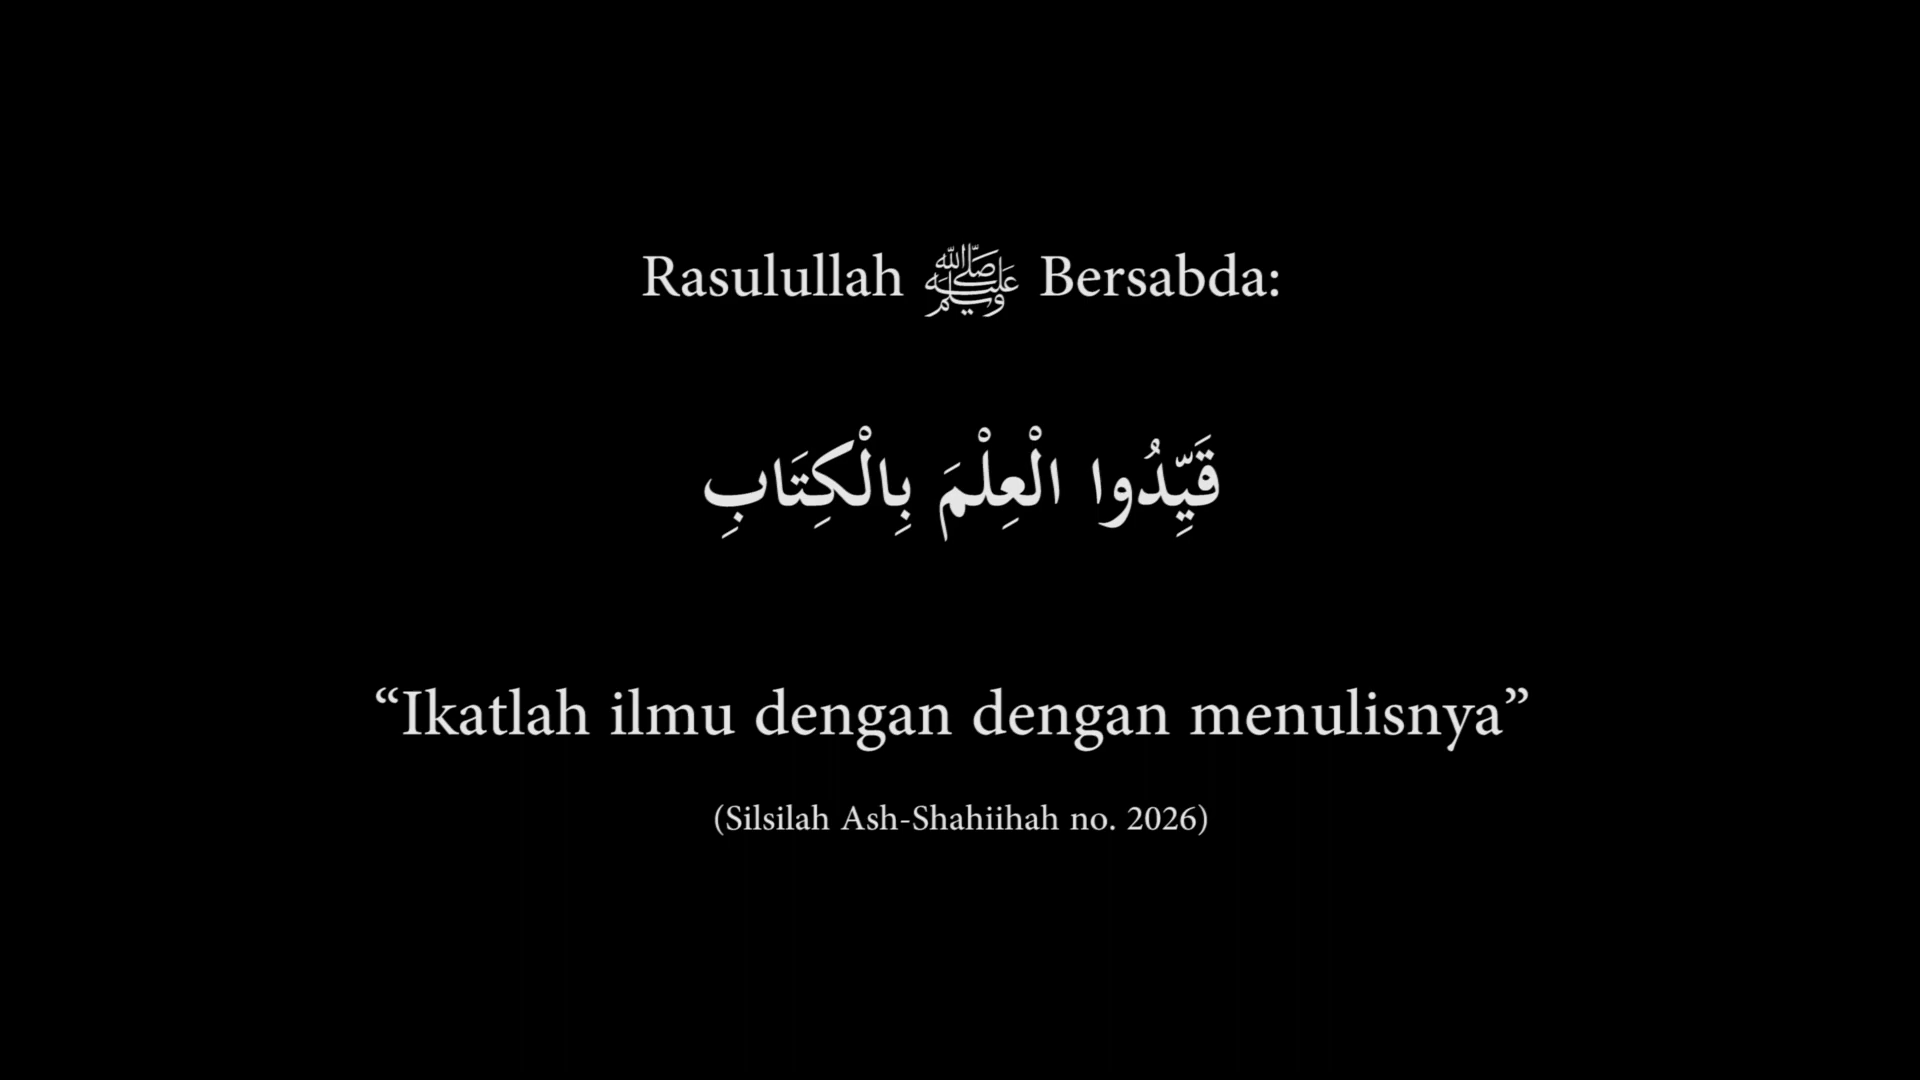 Rasulullah ﷺ Bersabda:
قَيِّدُوا الْعِلْمَ بِالْكِتَابِ
“Ikatlah ilmu dengan dengan menulisnya”
(Silsilah Ash-Shahiihah no. 2026)